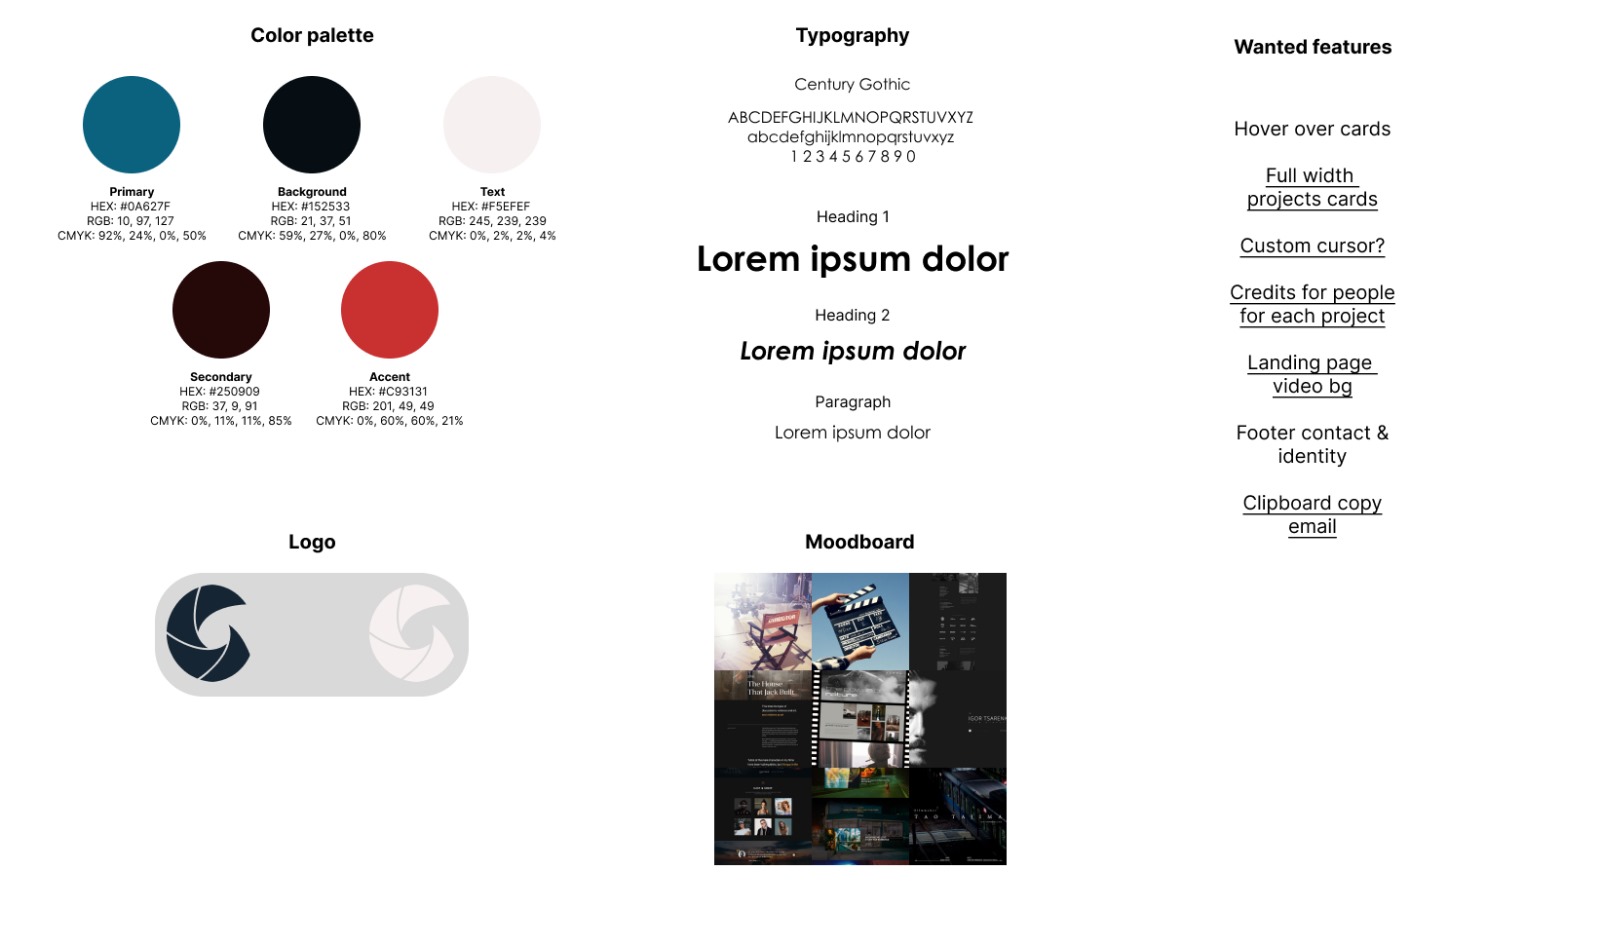 Color palette
Primary
HEX: #0A627F
RGB: 10, 97, 127
CMYK: 92%, 24%, 0%, 50%
Background
HEX: #152533
RGB: 21, 37, 51
CMYK: 59%, 27%, 0%, 80%
Text
HEX: #F5EFEF
RGB: 245, 239, 239
CMYK: 0%, 2%, 2%, 4%
Secondary
HEX: #250909
RGB: 37, 9, 91
CMYK: 0%, 11%, 11%, 85%
Accent
HEX: #C93131
RGB: 201, 49, 49
CMYK: 0%, 60%, 60%, 21%
Typography
Century Gothic
ABCDEFGHIJKLMNOPQRSTUVXYZ
abcdefghijklmnopqrstuvxyz
1 2 3 4 5 6 7 8 9 0
Heading 1
Lorem ipsum dolor
Heading 2
Lorem ipsum dolor
Paragraph
Lorem ipsum dolor
Wanted features
Hover over cards
Full width
projects cards
Custom cursor?
Credits for people
for each project
Landing page
video bg
Footer contact &
identity
Clipboard copy
email
Logo
Moodboard
DIRECTOR
The House
That Jack Built
IGOR TSARENK